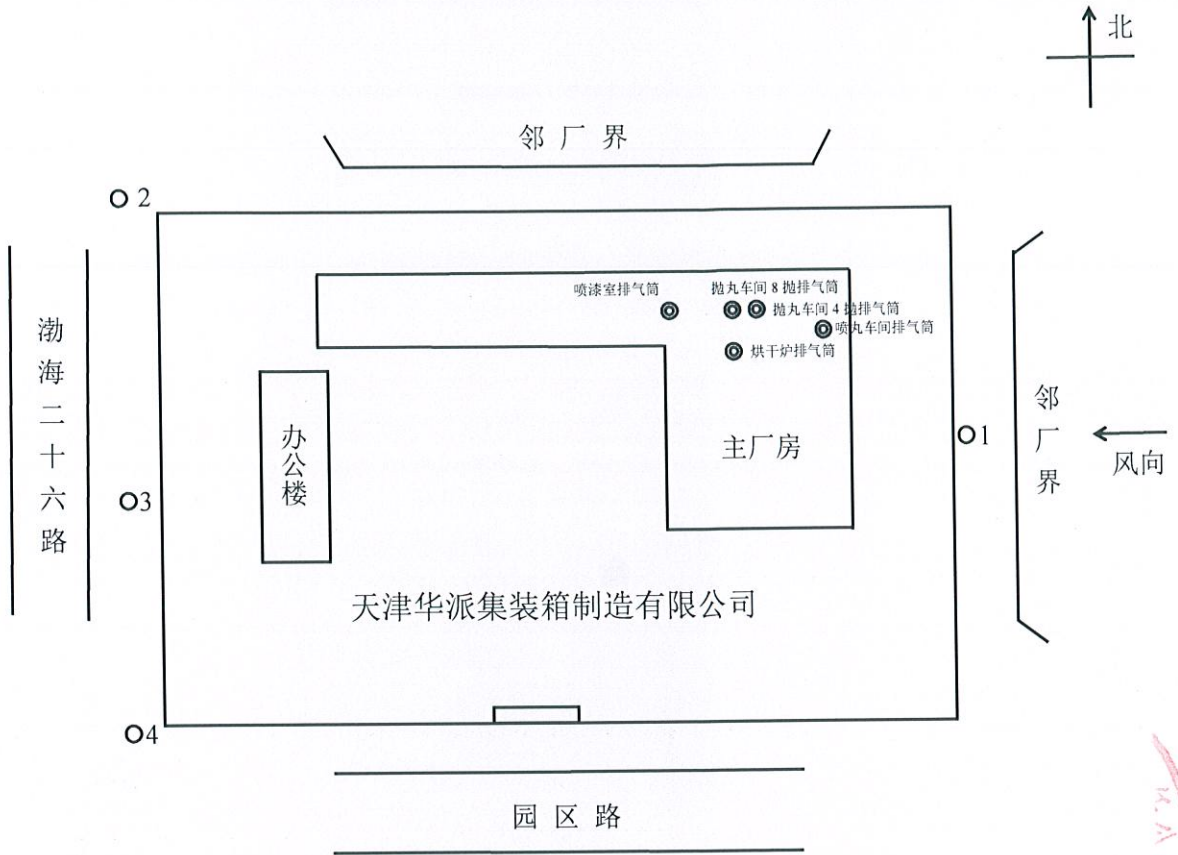 北
邻厂界
2
喷漆室排气筒
抛丸车间 8 抛排气筒
抛丸车间 4 抛排气筒
喷丸车间排气筒
烘干炉排气筒
渤海二十六路
办公楼
主厂房
1
邻厂界
风向
3
天津华派集装箱制造有限公司
4
园区路